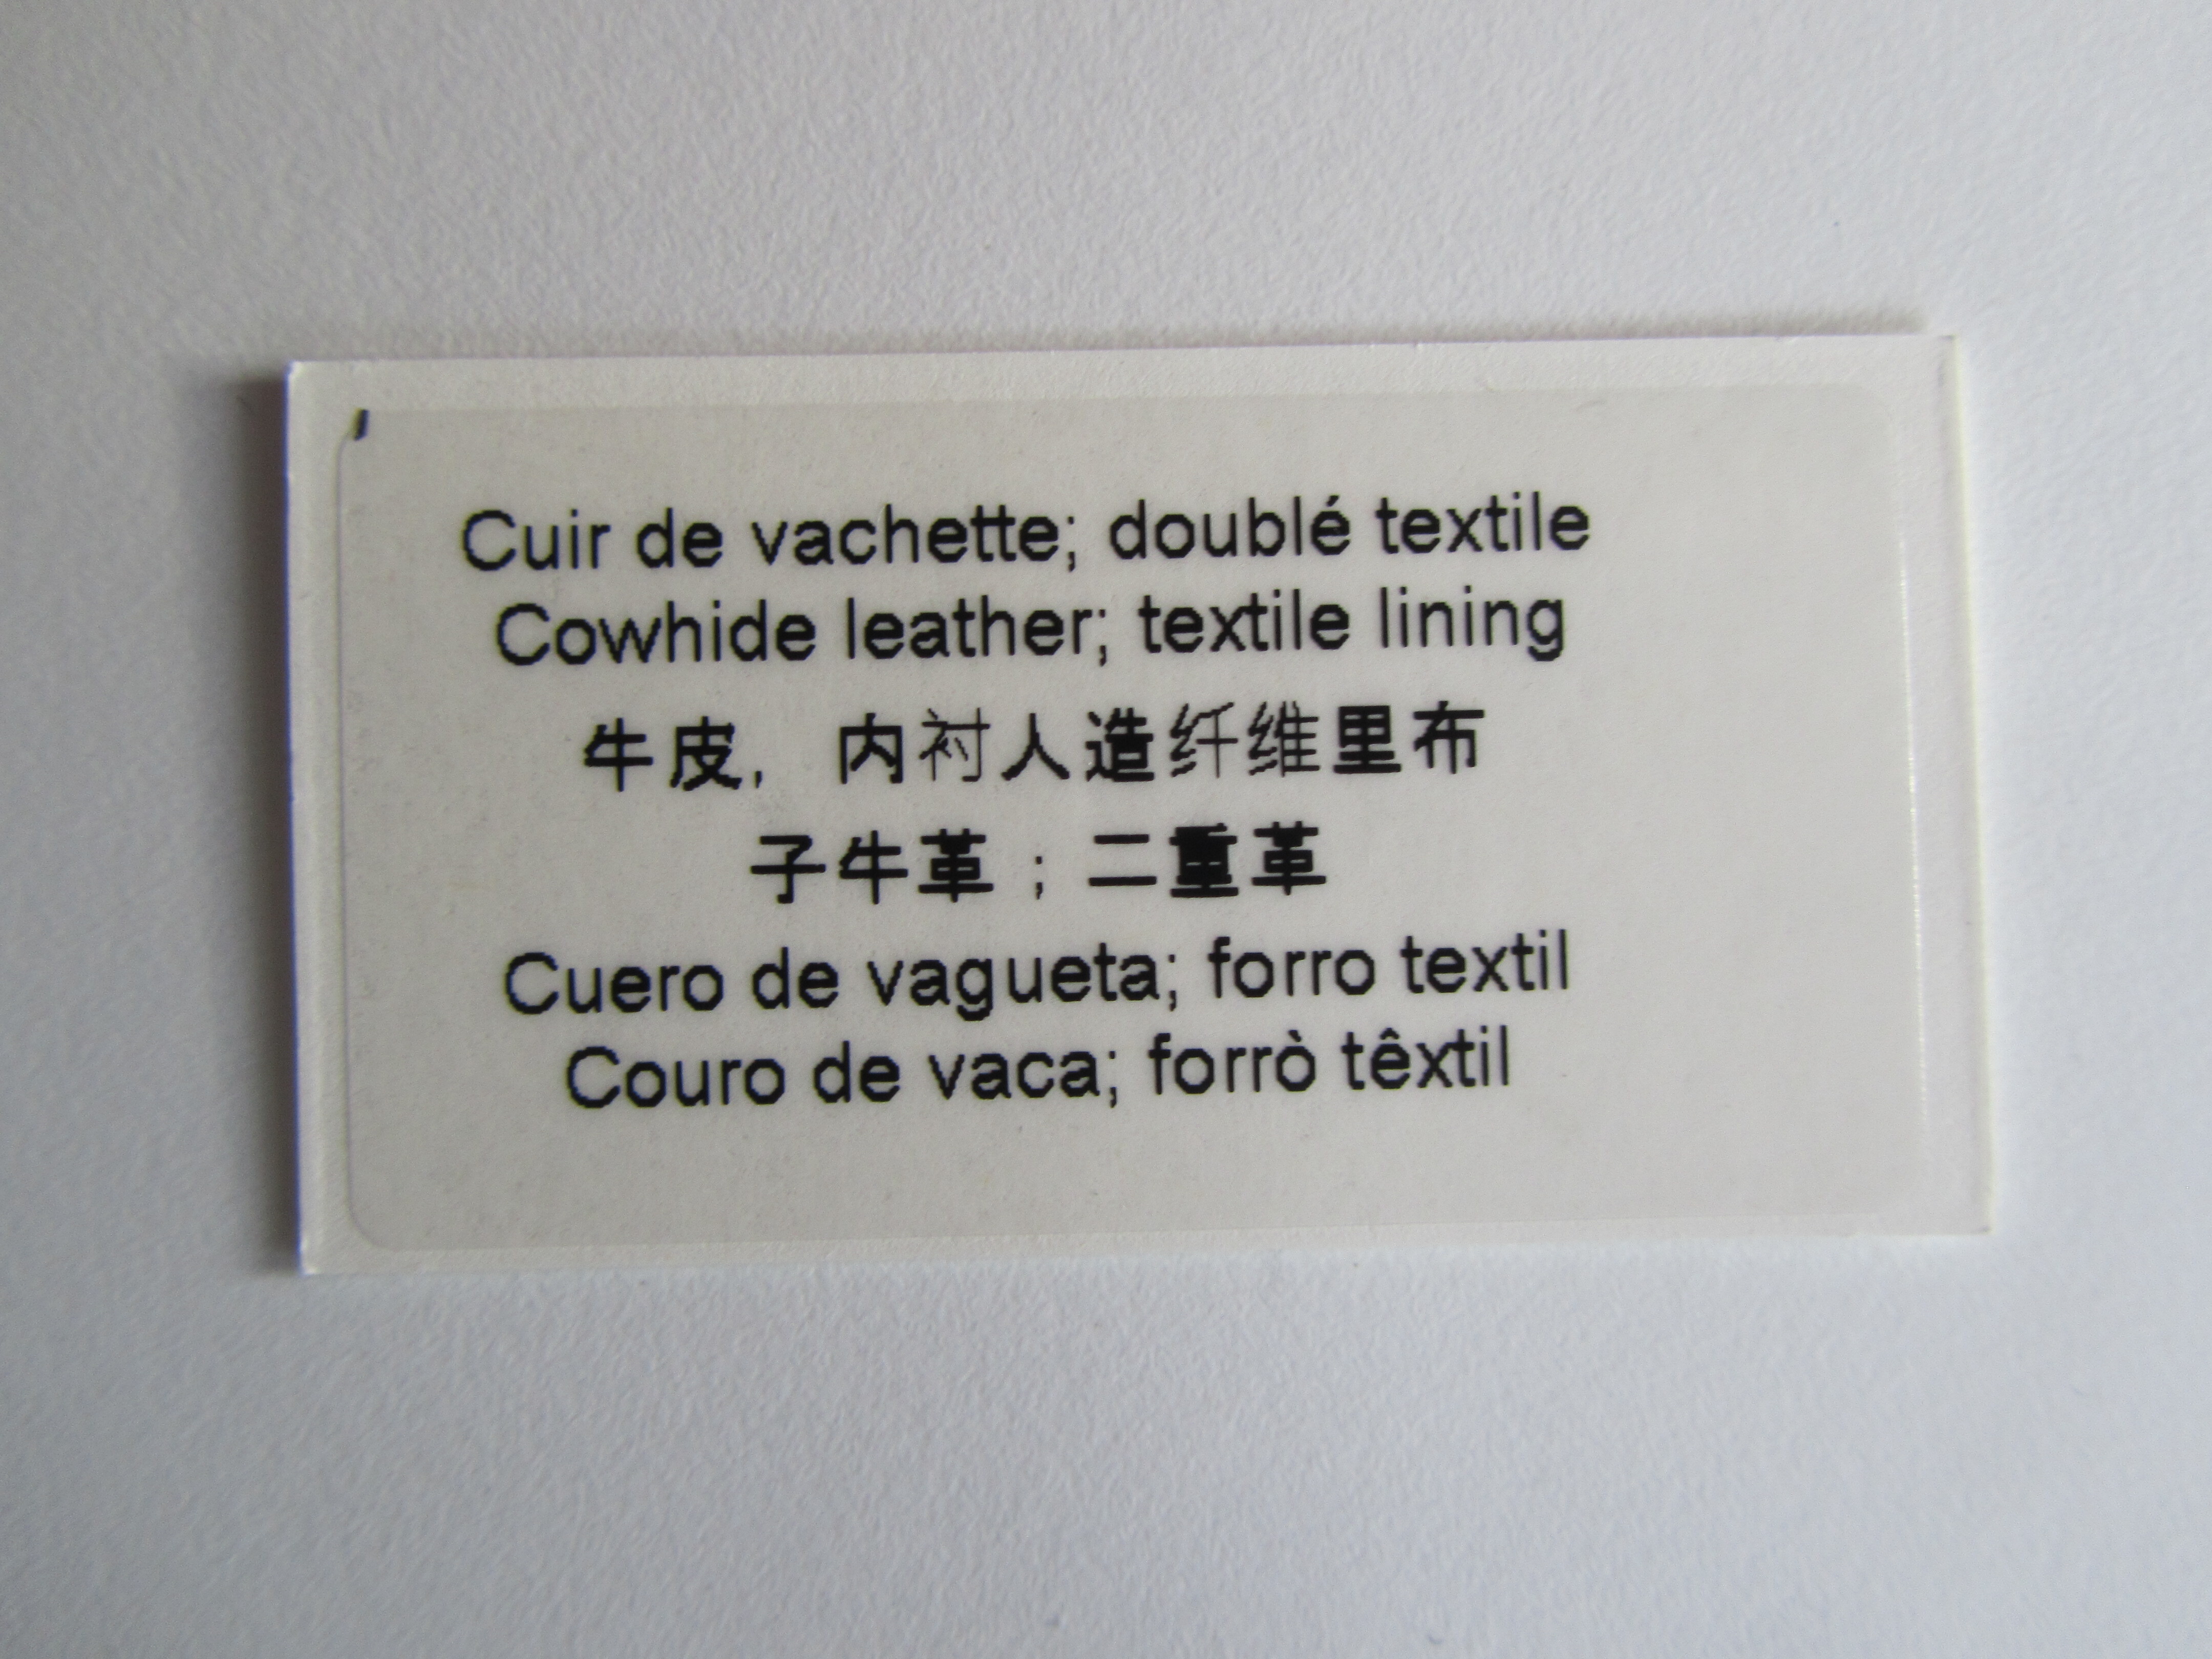 Cuir de vachette; doublé textile
Cowhide leather; textile lining
牛皮, 内衬人造纤维里布
子牛革；二重革
Cuero de vagueta; forro textil
Couro de vaca; forrò têxtil